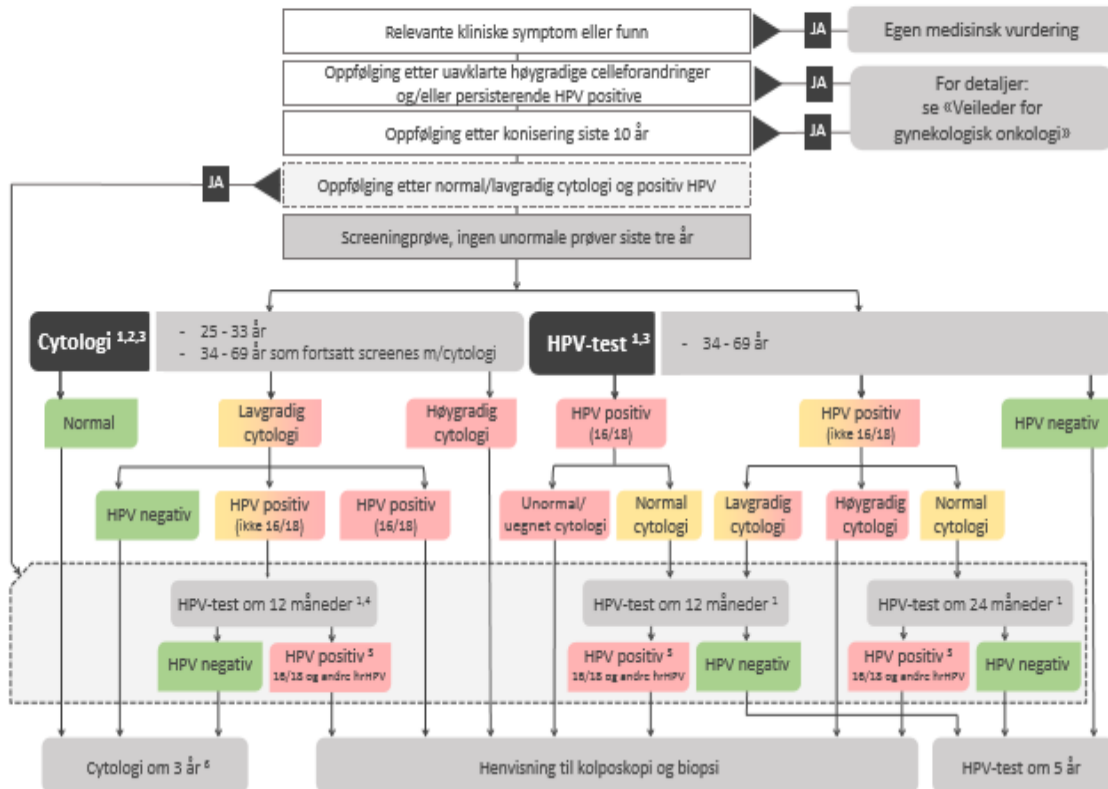 Relevante kliniske symptom eller funn
JA
Egen medisinsk vurdering
Oppfølging etter uavklarte høygradige celleforandringer
og/eller persisterende HPV positive
JA
For detaljer:
se «Veileder for
gynekologisk onkologi»
Oppfølging etter konisering siste 10 år
JA
JA
Oppfølging etter normal/lavgradig cytologi og positiv HPV
Screeningprøve, ingen unormale prøver siste tre år
Cytologi 1,2,3
- 25 - 33 år
- 34 - 69 år som fortsatt screenes m/cytologi
HPV-test 1,3
- 34 - 69 år
Normal
Lavgradig
cytologi
Høygradig
cytologi
HPV positiv
(16/18)
HPV positiv
(ikke 16/18)
HPV negativ
HPV negativ
HPV positiv
(ikke 16/18)
HPV positiv
(16/18)
Unormal/
uegnet cytologi
Normal
cytologi
Lavgradig
cytologi
Høygradig
cytologi
Normal
cytologi
HPV-test om 12 måneder 1,4
HPV-test om 12 måneder 1
HPV-test om 24 måneder 1
HPV negativ
HPV positiv 5
16/18 og andre hrHPV
HPV positiv 5
16/18 og andre hrHPV
HPV negativ
HPV positiv 5
16/18 og andre hrHPV
HPV negativ
Cytologi om 3 år 6
Henvisning til kolposkopi og biopsi
HPV-test om 5 år